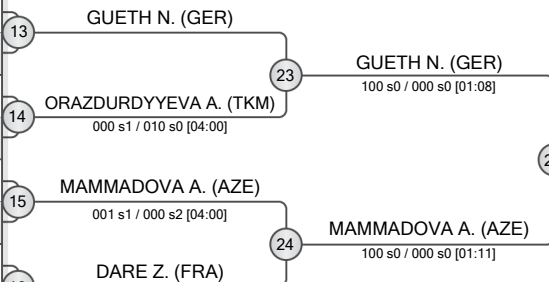 GUETH N. (GER)
13
23
GUETH N. (GER)
100 s0 / 000 s0 [01:08]
ORAZDURDYYEVA A. (TKM)
14
000 s1 / 010 s0 [04:00]
MAMMADOVA A. (AZE)
15
001 s1 / 000 s2 [04:00]
24
MAMMADOVA A. (AZE)
100 s0 / 000 s0 [01:11]
DARE Z. (FRA)